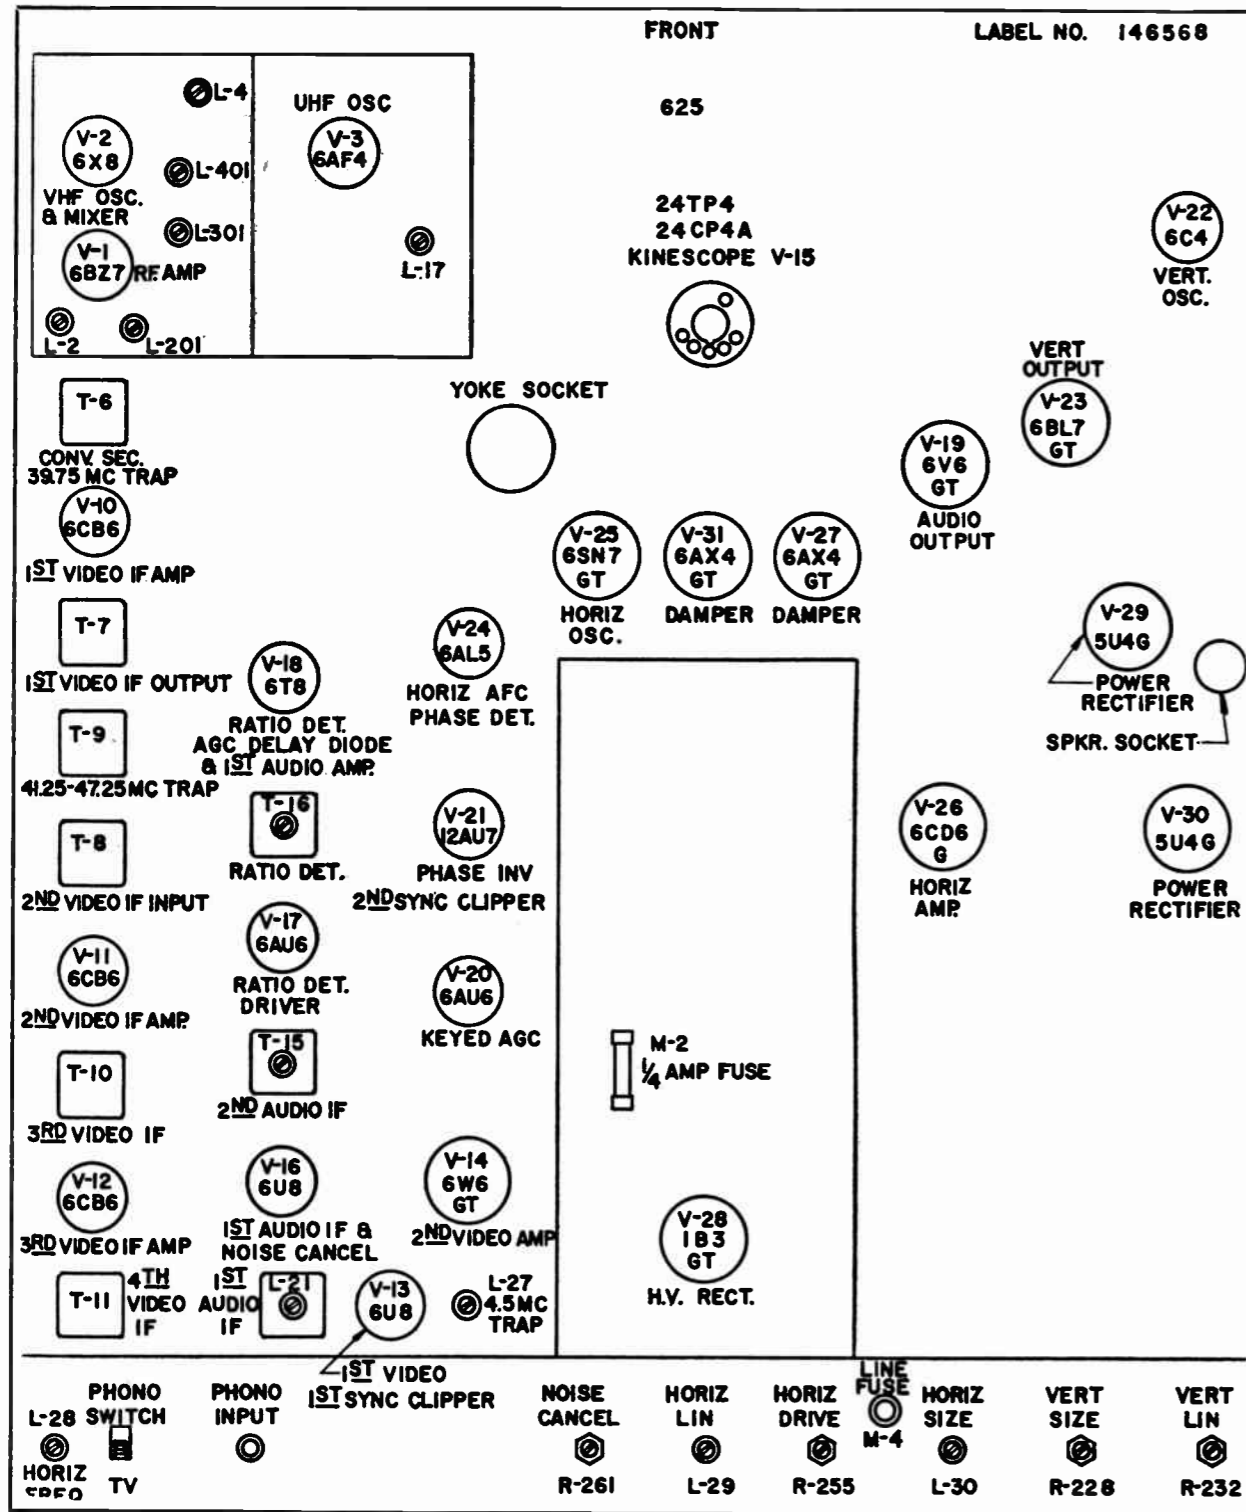 FRONT
LABEL NO. 146568
625
L-4
V-2
6X8
L-401
VHF OSC.
& MIXER
L-301
V-1
6BZ7
RF. AMP
L-2
L-201
UHF OSC
V-3
6AF4
L-17
24TP4
24CP4A
KINESCOPE V-15
V-22
6C4
VERT.
OSC.
YOKE SOCKET
VERT
OUTPUT
V-23
6BL7
GT
V-19
6V6
GT
AUDIO
OUTPUT
T-6
CONV. SEC.
39.75 MC TRAP
V-10
6CB6
1ST VIDEO IF AMP
T-7
1ST VIDEO IF OUTPUT
T-9
41.25-47.25 MC TRAP
T-8
2ND VIDEO IF INPUT
V-11
6CB6
2ND VIDEO IF AMP.
T-10
3RD VIDEO IF
V-12
6CB6
3RD VIDEO IF AMP
T-11
4TH
VIDEO
IF
V-18
6T8
RATIO DET.
AGC DELAY DIODE
& 1ST AUDIO AMP.
T-16
RATIO DET.
V-17
6AU6
RATIO DET.
DRIVER
T-15
2ND AUDIO IF
V-16
6U8
1ST AUDIO IF &
NOISE CANCEL
1ST
AUDIO
IF
L-21
V-24
6AL5
HORIZ AFC
PHASE DET.
V-21
12AU7
PHASE INV
2ND SYNC CLIPPER
V-20
6AU6
KEYED AGC
V-14
6W6
GT
2ND VIDEO AMP
V-13
6U8
1ST VIDEO
1ST SYNC CLIPPER
L-27
4.5MC
TRAP
V-25
6SN7
GT
HORIZ
OSC.
V-31
6AX4
GT
DAMPER
V-27
6AX4
GT
DAMPER
V-29
5U4G
POWER
RECTIFIER
SPKR. SOCKET
V-26
6CD6
G
HORIZ
AMP.
V-30
5U4G
POWER
RECTIFIER
M-2
1/4 AMP FUSE
V-28
1B3
GT
H.V. RECT.
L-28
HORIZ
FREQ
PHONO
SWITCH
TV
PHONO
INPUT
NOISE
CANCEL
R-261
HORIZ
LIN
L-29
HORIZ
DRIVE
R-255
LINE
FUSE
M-4
HORIZ
SIZE
L-30
VERT
SIZE
R-228
VERT
LIN
R-232